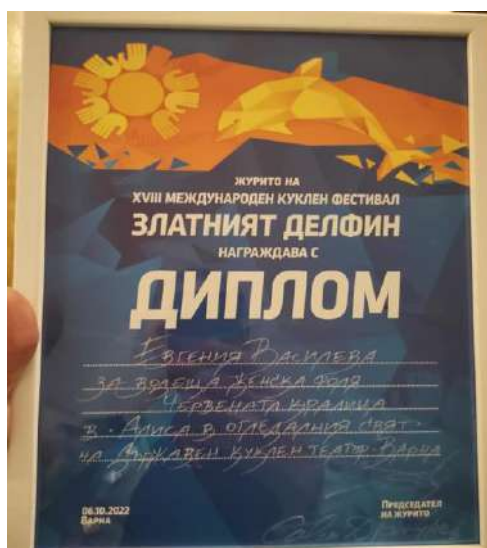 ЖУРИТО НА
XVIII МЕЖДУНАРОДЕН КУКЛЕН ФЕСТИВАЛ
ЗЛАТНИЯТ ДЕЛФИН
НАГРАЖДАВА С
ДИПЛОМ
ЕВГЕНИЯ ВАСИЛЕВА
ЗА ВОДЕЩА ЖЕНСКА РОЛЯ
ЧЕРВЕНАТА КРАЛИЦА
В "АЛИСА В ОГЛЕДАЛНИЯ СВЯТ"
НА ДЪРЖАВЕН КУКЛЕН ТЕАТЪР-ВАРНА
06.10.2022
ВАРНА
ПРЕДСЕДАТЕЛ
НА ЖУРИТО